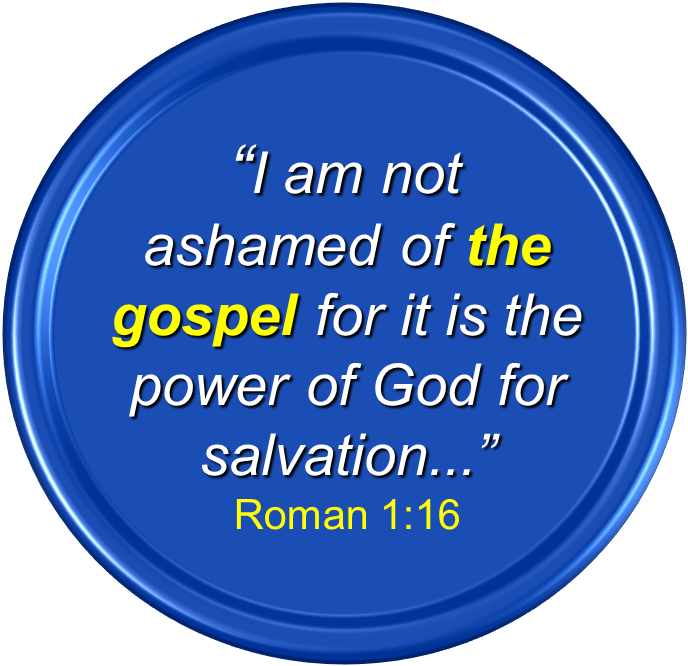 “I am not
ashamed of the
gospel for it is the
power of God for
salvation...”
Roman 1:16